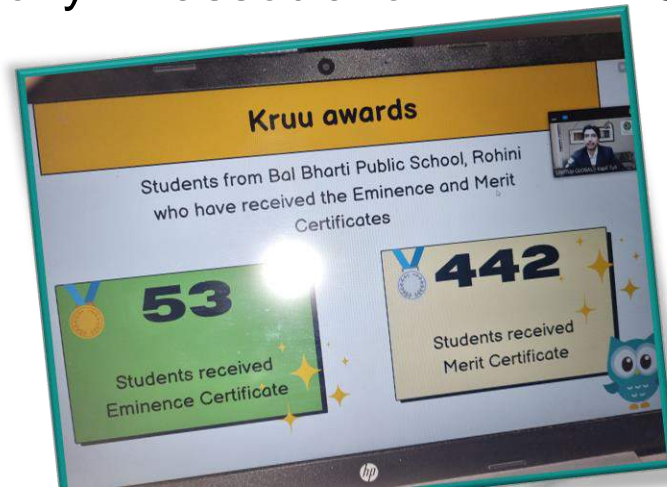 Kruu awards
Students from Bal Bharti Public School, Rohini
who have received the Eminence and Merit
Certificates
53
Students received
Eminence Certificate
442
Students received
Merit Certificate
hp